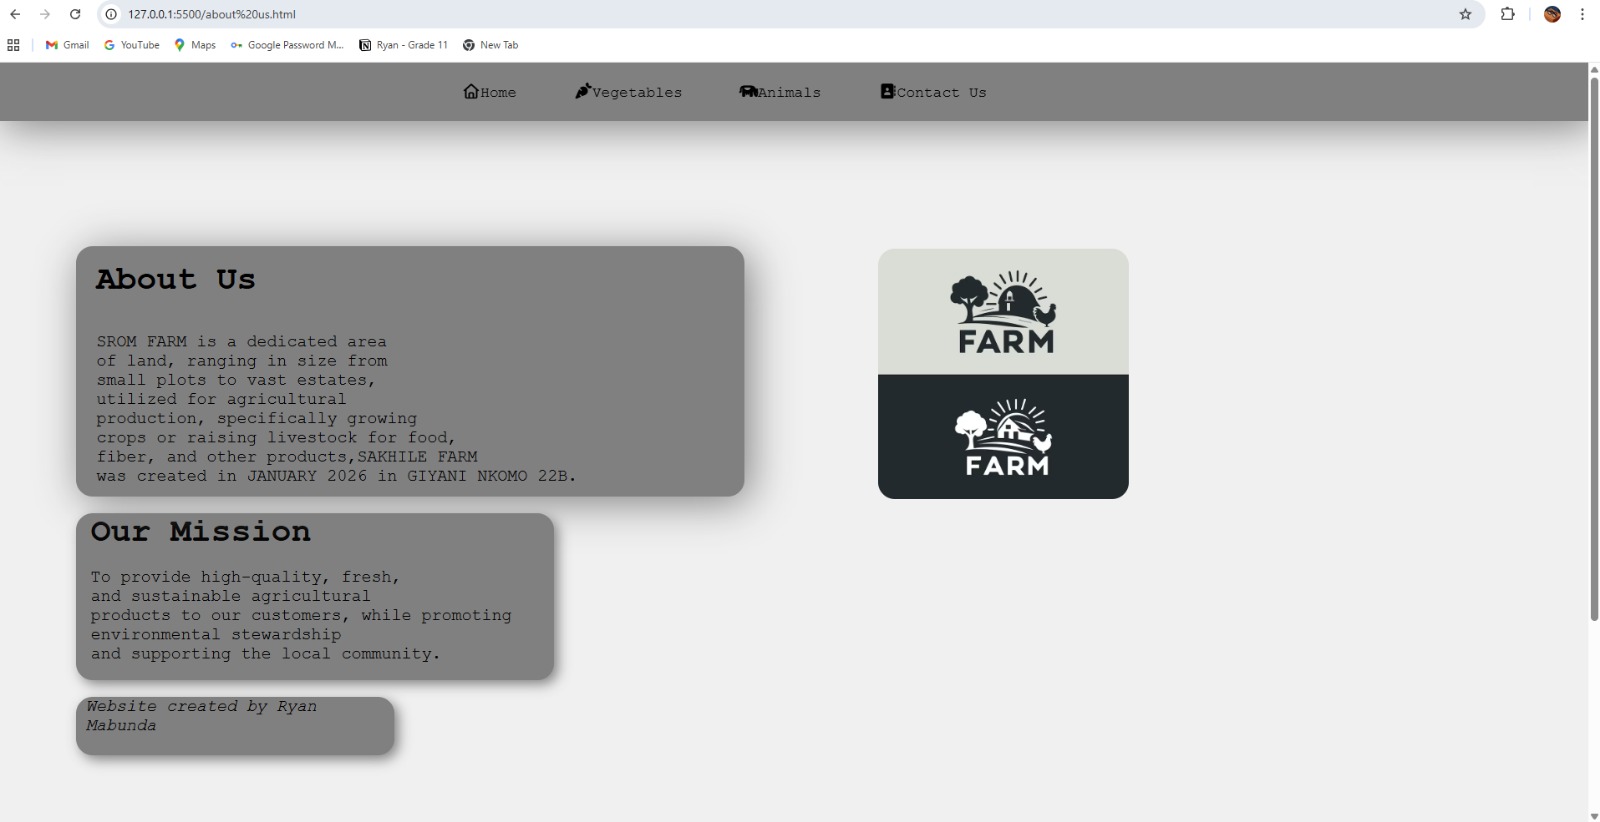 127.0.0.1:5500/about%20us.html
Gmail
YouTube
Maps
Google Password M...
Ryan - Grade 11
New Tab
Home
Vegetables
Animals
Contact Us
About Us
SROM FARM is a dedicated area
of land, ranging in size from
small plots to vast estates,
utilized for agricultural
production, specifically growing
crops or raising livestock for food,
fiber, and other products,SAKHILE FARM
was created in JANUARY 2026 in GIYANI NKOMO 22B.
FARM
FARM
Our Mission
To provide high-quality, fresh,
and sustainable agricultural
products to our customers, while promoting
environmental stewardship
and supporting the local community.
Website created by Ryan
Mabunda